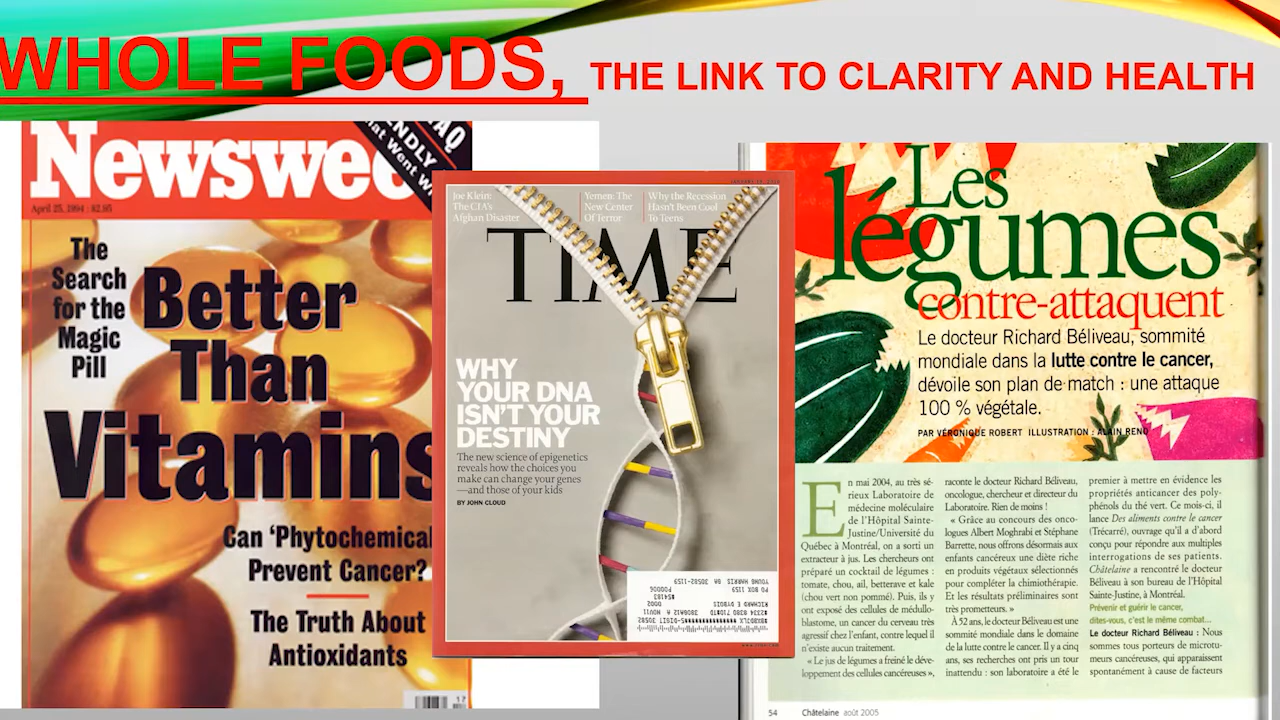 WHOLE FOODS, THE LINK TO CLARITY AND HEALTH
Newswee
April 25, 1994 : $2.95
The
Search
for the
Magic
Pill
Better
Than
Vitamins
Can ‘Phytochemical
Prevent Cancer?
The Truth About
Antioxidants
Joe Klein:
The CIA's
Afghan Disaster
Yemen: The
New Center
Of Terror
Why the Recession
Hasn't Been Cool
To Teens
TIME
WHY
YOUR DNA
ISN'T YOUR
DESTINY
The new science of epigenetics
reveals how the choices you
make can change your genes
—and those of your kids
BY JOHN CLOUD
Les
légumes
contre-attaquent
Le docteur Richard Béliveau, sommité
mondiale dans la lutte contre le cancer,
dévoile son plan de match : une attaque
100 % végétale.
PAR VÉRONIQUE ROBERT ILLUSTRATION : ALAIN RENO
En mai 2004, au très sé-
rieux Laboratoire de
médecine moléculaire
de l'Hôpital Sainte-
Justine/Université du
Québec à Montréal, on a sorti un
extracteur à jus. Les chercheurs ont
préparé un cocktail de légumes :
tomate, chou, ail, betterave et kale
(chou vert non pommé). Puis, ils y
ont exposé des cellules de médullo-
blastome, un cancer du cerveau très
agressif chez l'enfant, contre lequel il
n'existe aucun traitement.
« Le jus de légumes a freiné le déve-
loppement des cellules cancéreuses »,
raconte le docteur Richard Béliveau,
oncologue, chercheur et directeur du
Laboratoire. Rien de moins !
« Grâce au concours des onco-
logues Albert Moghrabi et Stéphane
Barrette, nous offrons désormais aux
enfants cancéreux une diète riche
en produits végétaux sélectionnés
pour compléter la chimiothérapie.
Et les résultats préliminaires sont
très prometteurs. »
À 52 ans, le docteur Béliveau est une
sommité mondiale dans le domaine
de la lutte contre le cancer. Il y a cinq
ans, ses recherches ont pris un tour
inattendu : son laboratoire a été le
premier à mettre en évidence les
propriétés anticancer des poly-
phénols du thé vert. Ce mois-ci, il
lance Des aliments contre le cancer
(Trécarré), ouvrage qu'il a d'abord
conçu pour répondre aux multiples
interrogations de ses patients.
Châtelaine a rencontré le docteur
Béliveau à son bureau de l'Hôpital
Sainte-Justine, à Montréal.
Prévenir et guérir le cancer,
dites-vous, c'est le même combat...
Le docteur Richard Béliveau : Nous
sommes tous porteurs de microtu-
meurs cancéreuses, qui apparaissent
spontanément à cause de facteurs
54 Châtelaine août 2005